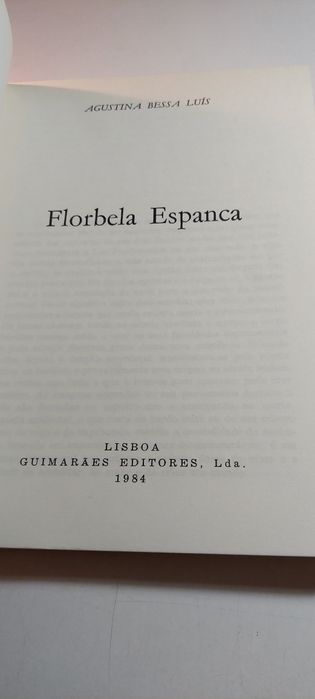 AGUSTINA BESSA LUÍS
Florbela Espanca
LISBOA
GUIMARÃES EDITORES, Lda.
1984